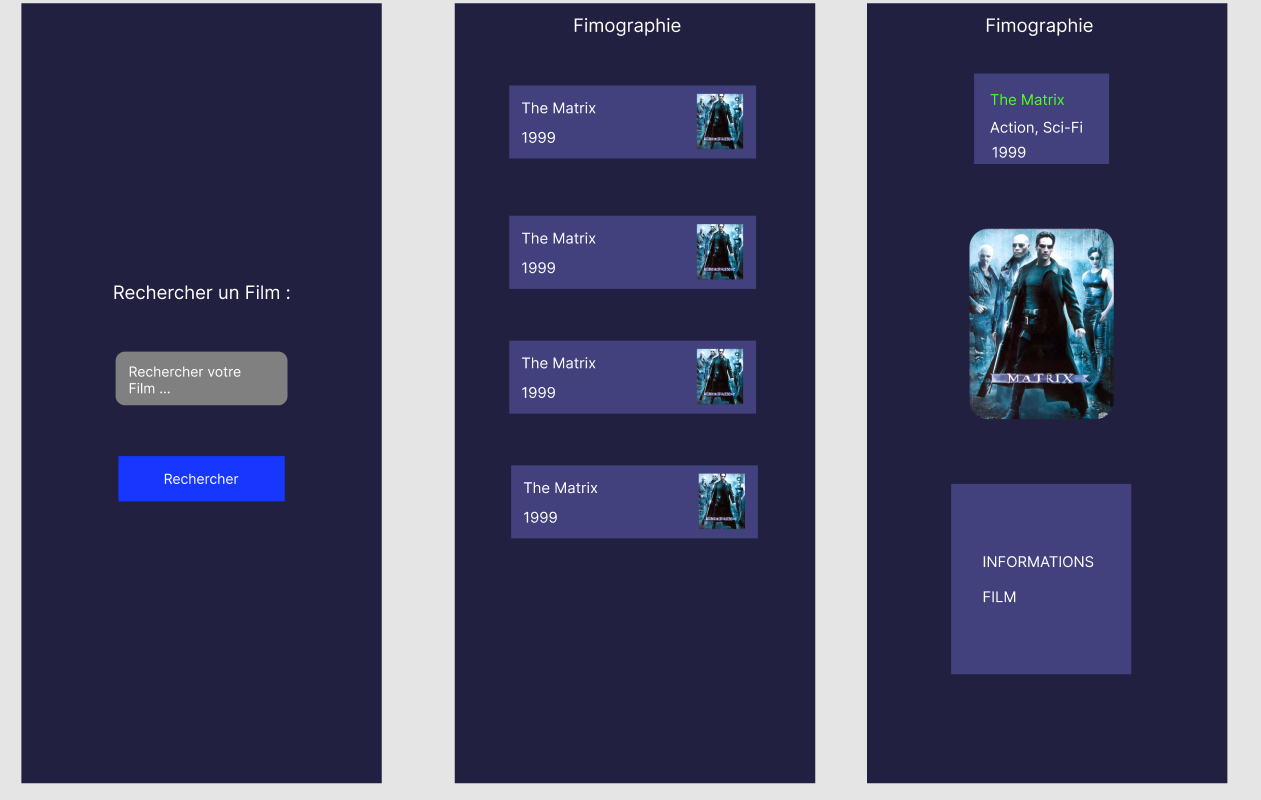 Rechercher un Film :
Rechercher votre
Film ...
Rechercher
Fimographie
The Matrix
1999
The Matrix
1999
The Matrix
1999
The Matrix
1999
Fimographie
The Matrix
Action, Sci-Fi
1999
MATRIX
INFORMATIONS
FILM